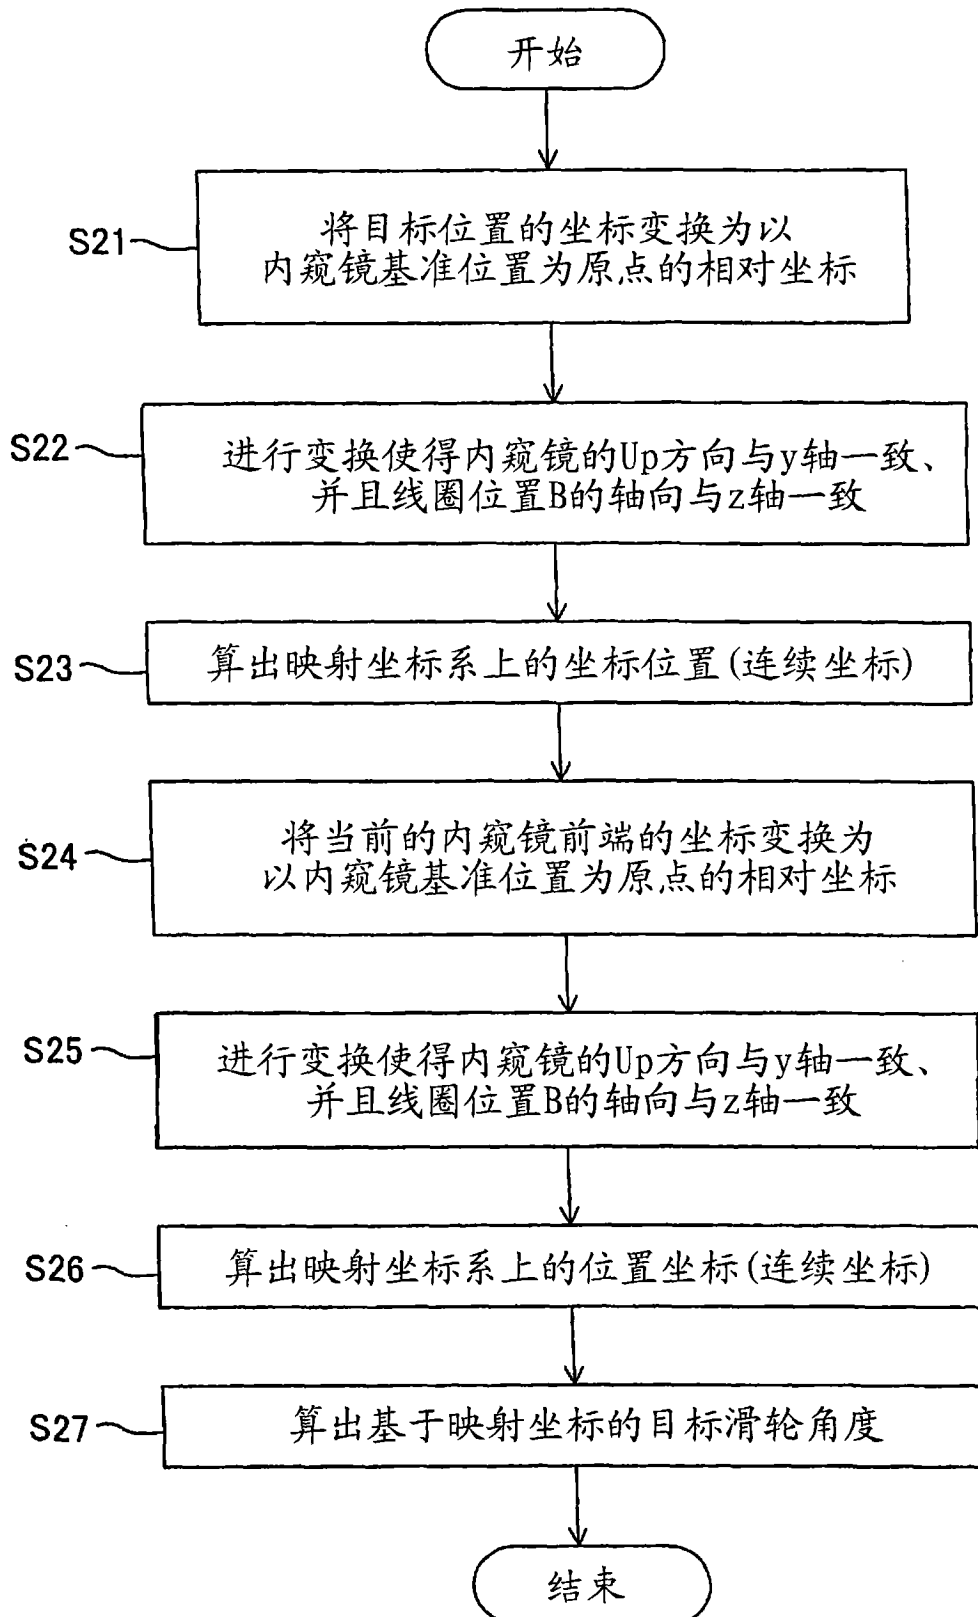 开始
S21
将目标位置的坐标变换为以
内窥镜基准位置为原点的相对坐标
S22
进行变换使得内窥镜的Up方向与y轴一致、
并且线圈位置B的轴向与z轴一致
S23
算出映射坐标系上的坐标位置(连续坐标)
S24
将当前的内窥镜前端的坐标变换为
以内窥镜基准位置为原点的相对坐标
S25
进行变换使得内窥镜的Up方向与y轴一致、
并且线圈位置B的轴向与z轴一致
S26
算出映射坐标系上的位置坐标(连续坐标)
S27
算出基于映射坐标的目标滑轮角度
结束